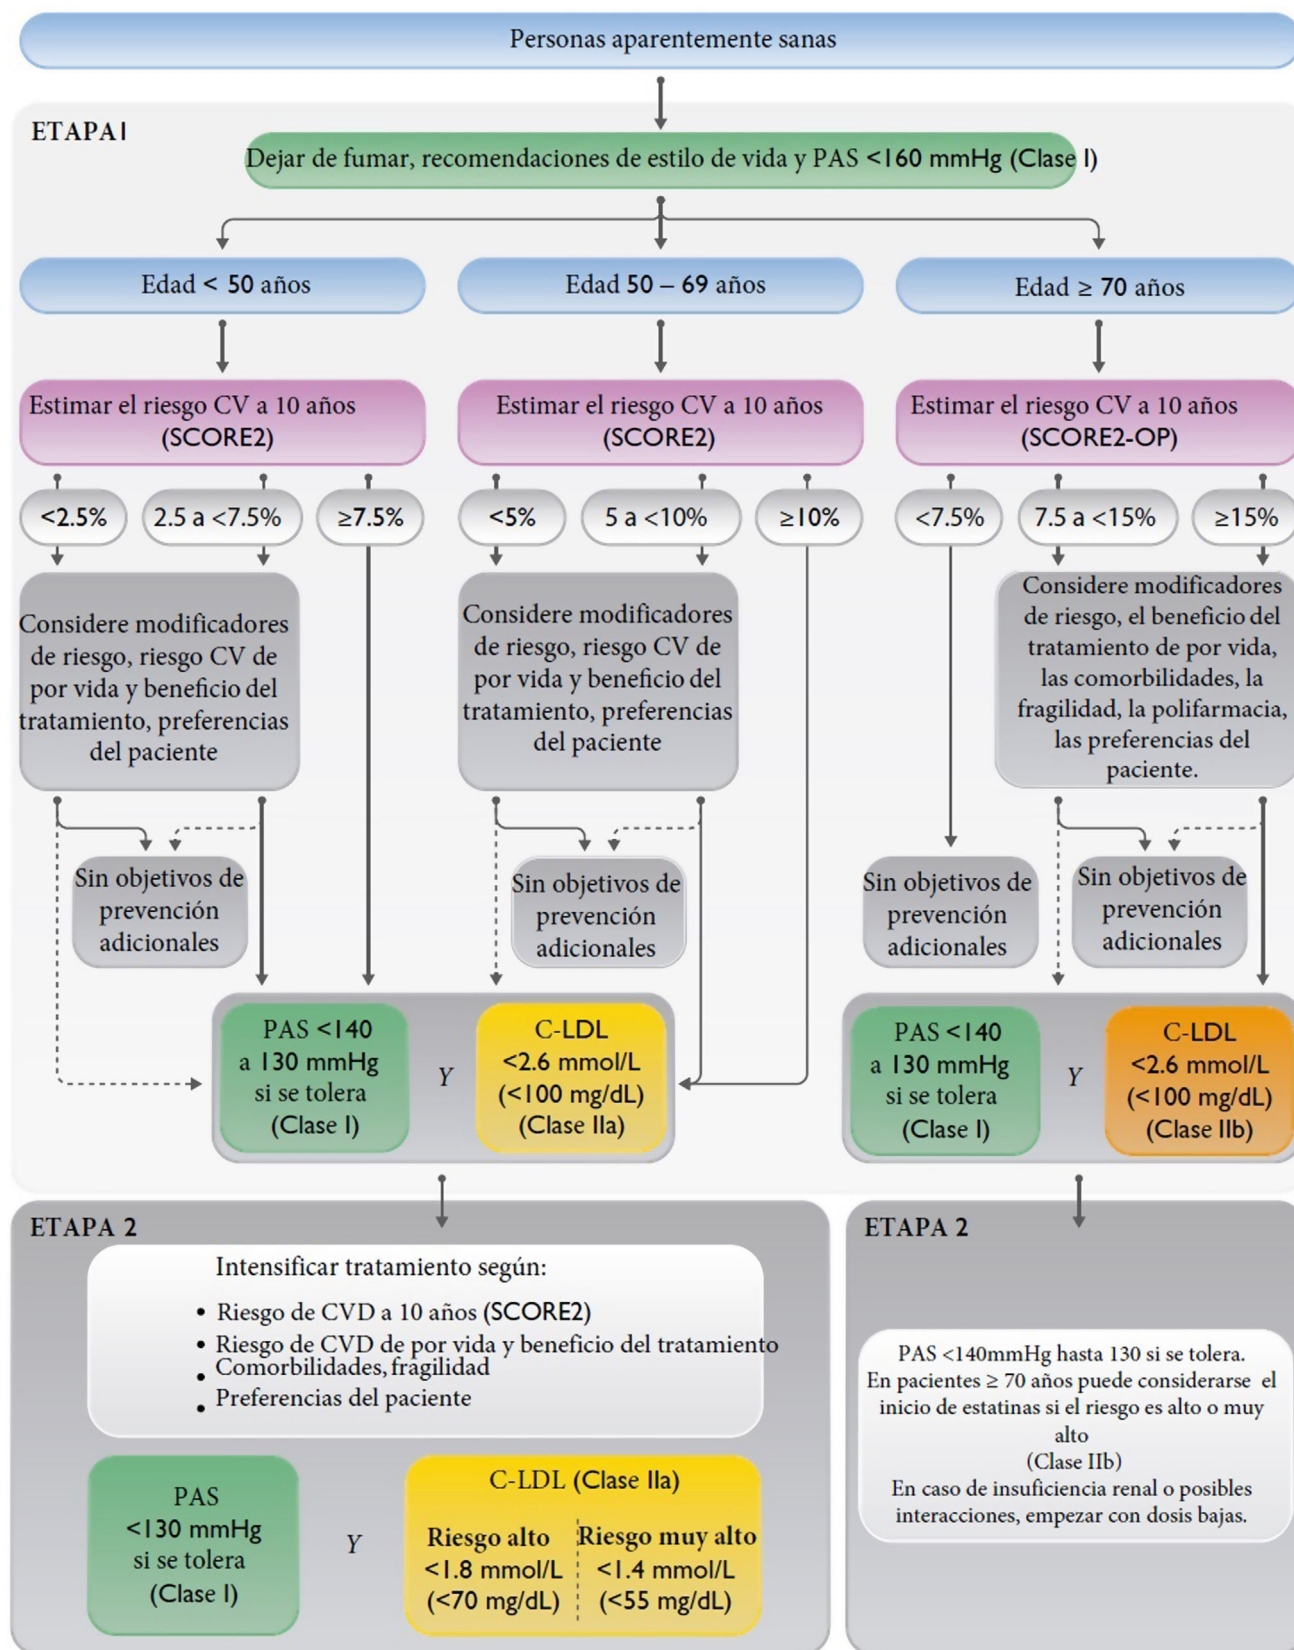 Personas aparentemente sanas
ETAPA 1
Dejar de fumar, recomendaciones de estilo de vida y PAS <160 mmHg (Clase I)
Edad < 50 años
Edad 50 – 69 años
Edad ≥ 70 años
Estimar el riesgo CV a 10 años
(SCORE2)
Estimar el riesgo CV a 10 años
(SCORE2)
Estimar el riesgo CV a 10 años
(SCORE2-OP)
<2.5%
2.5 a <7.5%
≥7.5%
<5%
5 a <10%
≥10%
<7.5%
7.5 a <15%
≥15%
Considere modificadores
de riesgo, riesgo CV de
por vida y beneficio del
tratamiento, preferencias
del paciente
Considere modificadores
de riesgo, riesgo CV de
por vida y beneficio del
tratamiento, preferencias
del paciente
Considere modificadores
de riesgo, el beneficio del
tratamiento de por vida,
las comorbilidades, la
fragilidad, la polifarmacia,
las preferencias del
paciente.
Sin objetivos de
prevención
adicionales
Sin objetivos de
prevención
adicionales
Sin objetivos de
prevención
adicionales
Sin objetivos de
prevención
adicionales
PAS <140
a 130 mmHg
si se tolera
(Clase I)
Y
C-LDL
<2.6 mmol/L
(<100 mg/dL)
(Clase IIa)
PAS <140
a 130 mmHg
si se tolera
(Clase I)
Y
C-LDL
<2.6 mmol/L
(<100 mg/dL)
(Clase IIb)
ETAPA 2
Intensificar tratamiento según:
• Riesgo de CVD a 10 años (SCORE2)
• Riesgo de CVD de por vida y beneficio del tratamiento
• Comorbilidades, fragilidad
• Preferencias del paciente
PAS
<130 mmHg
si se tolera
(Clase I)
Y
C-LDL (Clase IIa)
Riesgo alto
<1.8 mmol/L
(<70 mg/dL)
Riesgo muy alto
<1.4 mmol/L
(<55 mg/dL)
ETAPA 2
PAS <140mmHg hasta 130 si se tolera.
En pacientes ≥ 70 años puede considerarse el
inicio de estatinas si el riesgo es alto o muy
alto
(Clase IIb)
En caso de insuficiencia renal o posibles
interacciones, empezar con dosis bajas.